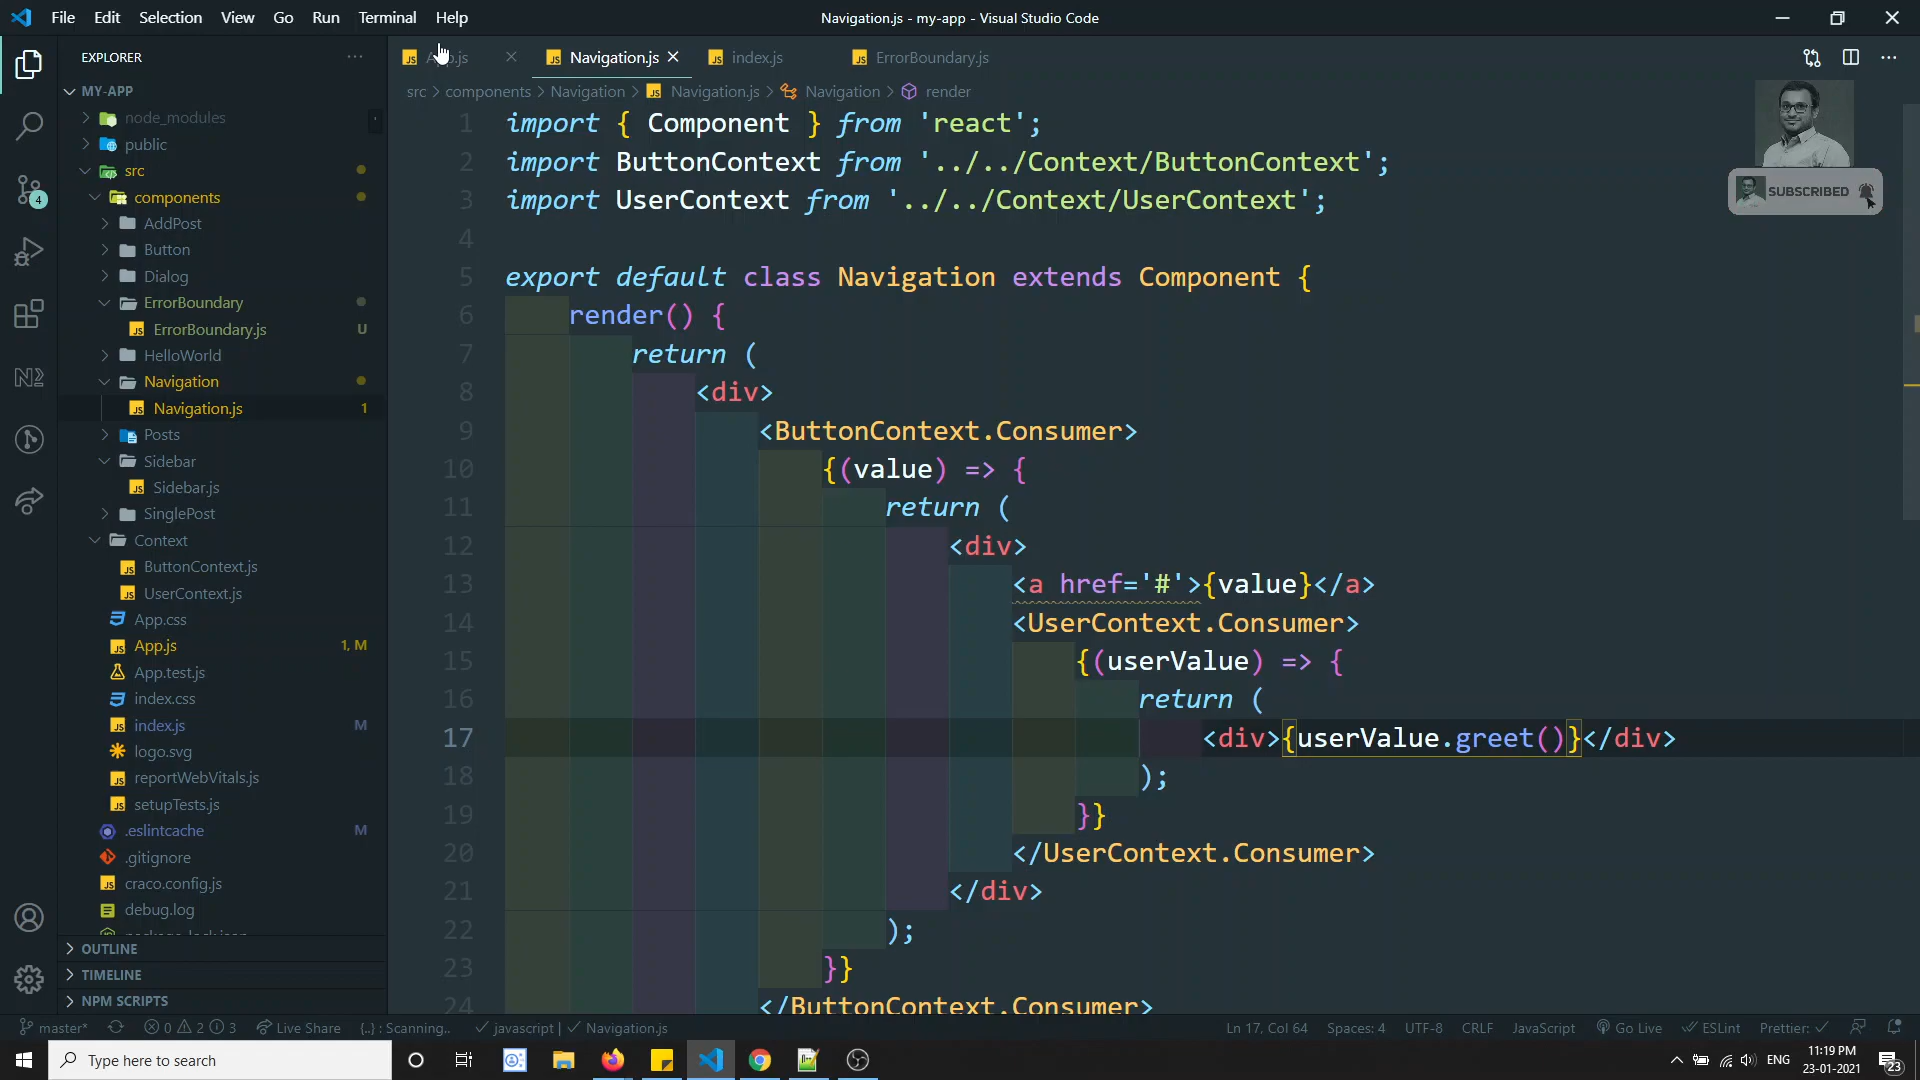 File Edit Selection View Go Run Terminal Help
Navigation.js - my-app - Visual Studio Code
EXPLORER
MY-APP
node_modules
public
src
components
AddPost
Button
Dialog
ErrorBoundary
ErrorBoundary.js U
HelloWorld
Navigation
Navigation.js 1
Posts
Sidebar
Sidebar.js
SinglePost
Context
ButtonContext.js
UserContext.js
App.css
App.js 1, M
App.test.js
index.css
index.js M
logo.svg
reportWebVitals.js
setupTests.js
.eslintcache M
.gitignore
craco.config.js
debug.log
OUTLINE
TIMELINE
NPM SCRIPTS
4
App.js Navigation.js index.js ErrorBoundary.js
src > components > Navigation > Navigation.js > Navigation > render
1 import { Component } from 'react';
2 import ButtonContext from '../../Context/ButtonContext';
3 import UserContext from '../../Context/UserContext';
4
5 export default class Navigation extends Component {
6 render() {
7 return (
8 <div>
9 <ButtonContext.Consumer>
10 {(value) => {
11 return (
12 <div>
13 <a href='#'>{value}</a>
14 <UserContext.Consumer>
15 {(userValue) => {
16 return (
17 <div>{userValue.greet()}</div>
18 );
19 }}
20 </UserContext.Consumer>
21 </div>
22 );
23 }}
24 </ButtonContext.Consumer>
SUBSCRIBED
master* 0 2 3 Live Share {..} : Scanning.. javascript | Navigation.js
Ln 17, Col 64 Spaces: 4 UTF-8 CRLF JavaScript Go Live ESLint Prettier:
Type here to search
ENG
11:19 PM
23-01-2021
23